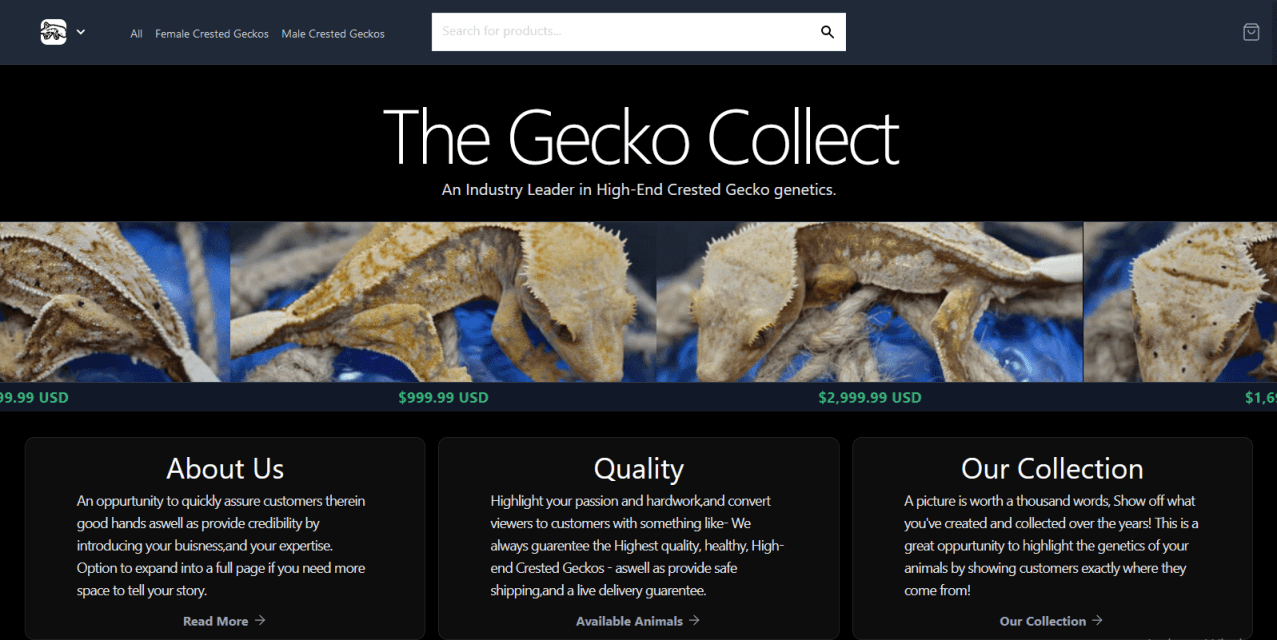 All Female Crested Geckos Male Crested Geckos Search for products...
The Gecko Collect
An Industry Leader in High-End Crested Gecko genetics.
99.99 USD $999.99 USD $2,999.99 USD $1,69
About Us
An oppurtunity to quickly assure customers therein
good hands aswell as provide credibility by
introducing your buisness,and your expertise.
Option to expand into a full page if you need more
space to tell your story.
Read More →
Quality
Highlight your passion and hardwork,and convert
viewers to customers with something like- We
always guarentee the Highest quality, healthy, High-
end Crested Geckos - aswell as provide safe
shipping,and a live delivery guarentee.
Available Animals →
Our Collection
A picture is worth a thousand words, Show off what
you've created and collected over the years! This is a
great oppurtunity to highlight the genetics of your
animals by showing customers exactly where they
come from!
Our Collection →